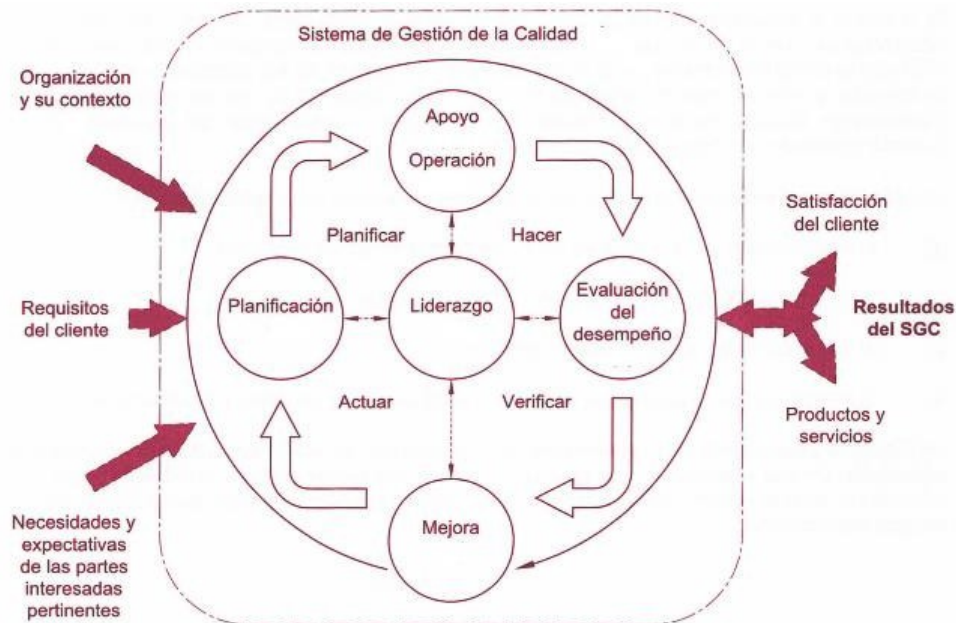 Sistema de Gestión de la Calidad
Organización
y su contexto
Requisitos
del cliente
Necesidades y
expectativas
de las partes
interesadas
pertinentes
Apoyo
Operación
Planificar
Hacer
Planificación
Liderazgo
Evaluación
del
desempeño
Actuar
Verificar
Mejora
Satisfacción
del cliente
Resultados
del SGC
Productos y
servicios